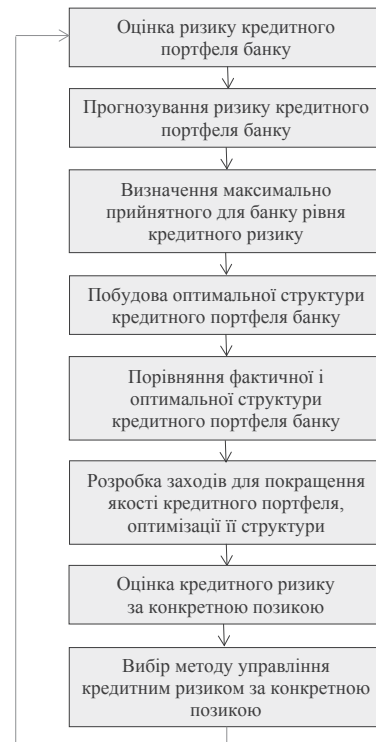 Оцінка ризику кредитного
портфеля банку
Прогнозування ризику кредитного
портфеля банку
Визначення максимально
прийнятного для банку рівня
кредитного ризику
Побудова оптимальної структури
кредитного портфеля банку
Порівняння фактичної і
оптимальної структури
кредитного портфеля банку
Розробка заходів для покращення
якості кредитного портфеля,
оптимізації її структури
Оцінка кредитного ризику
за конкретною позикою
Вибір методу управління
кредитним ризиком за конкретною
позикою